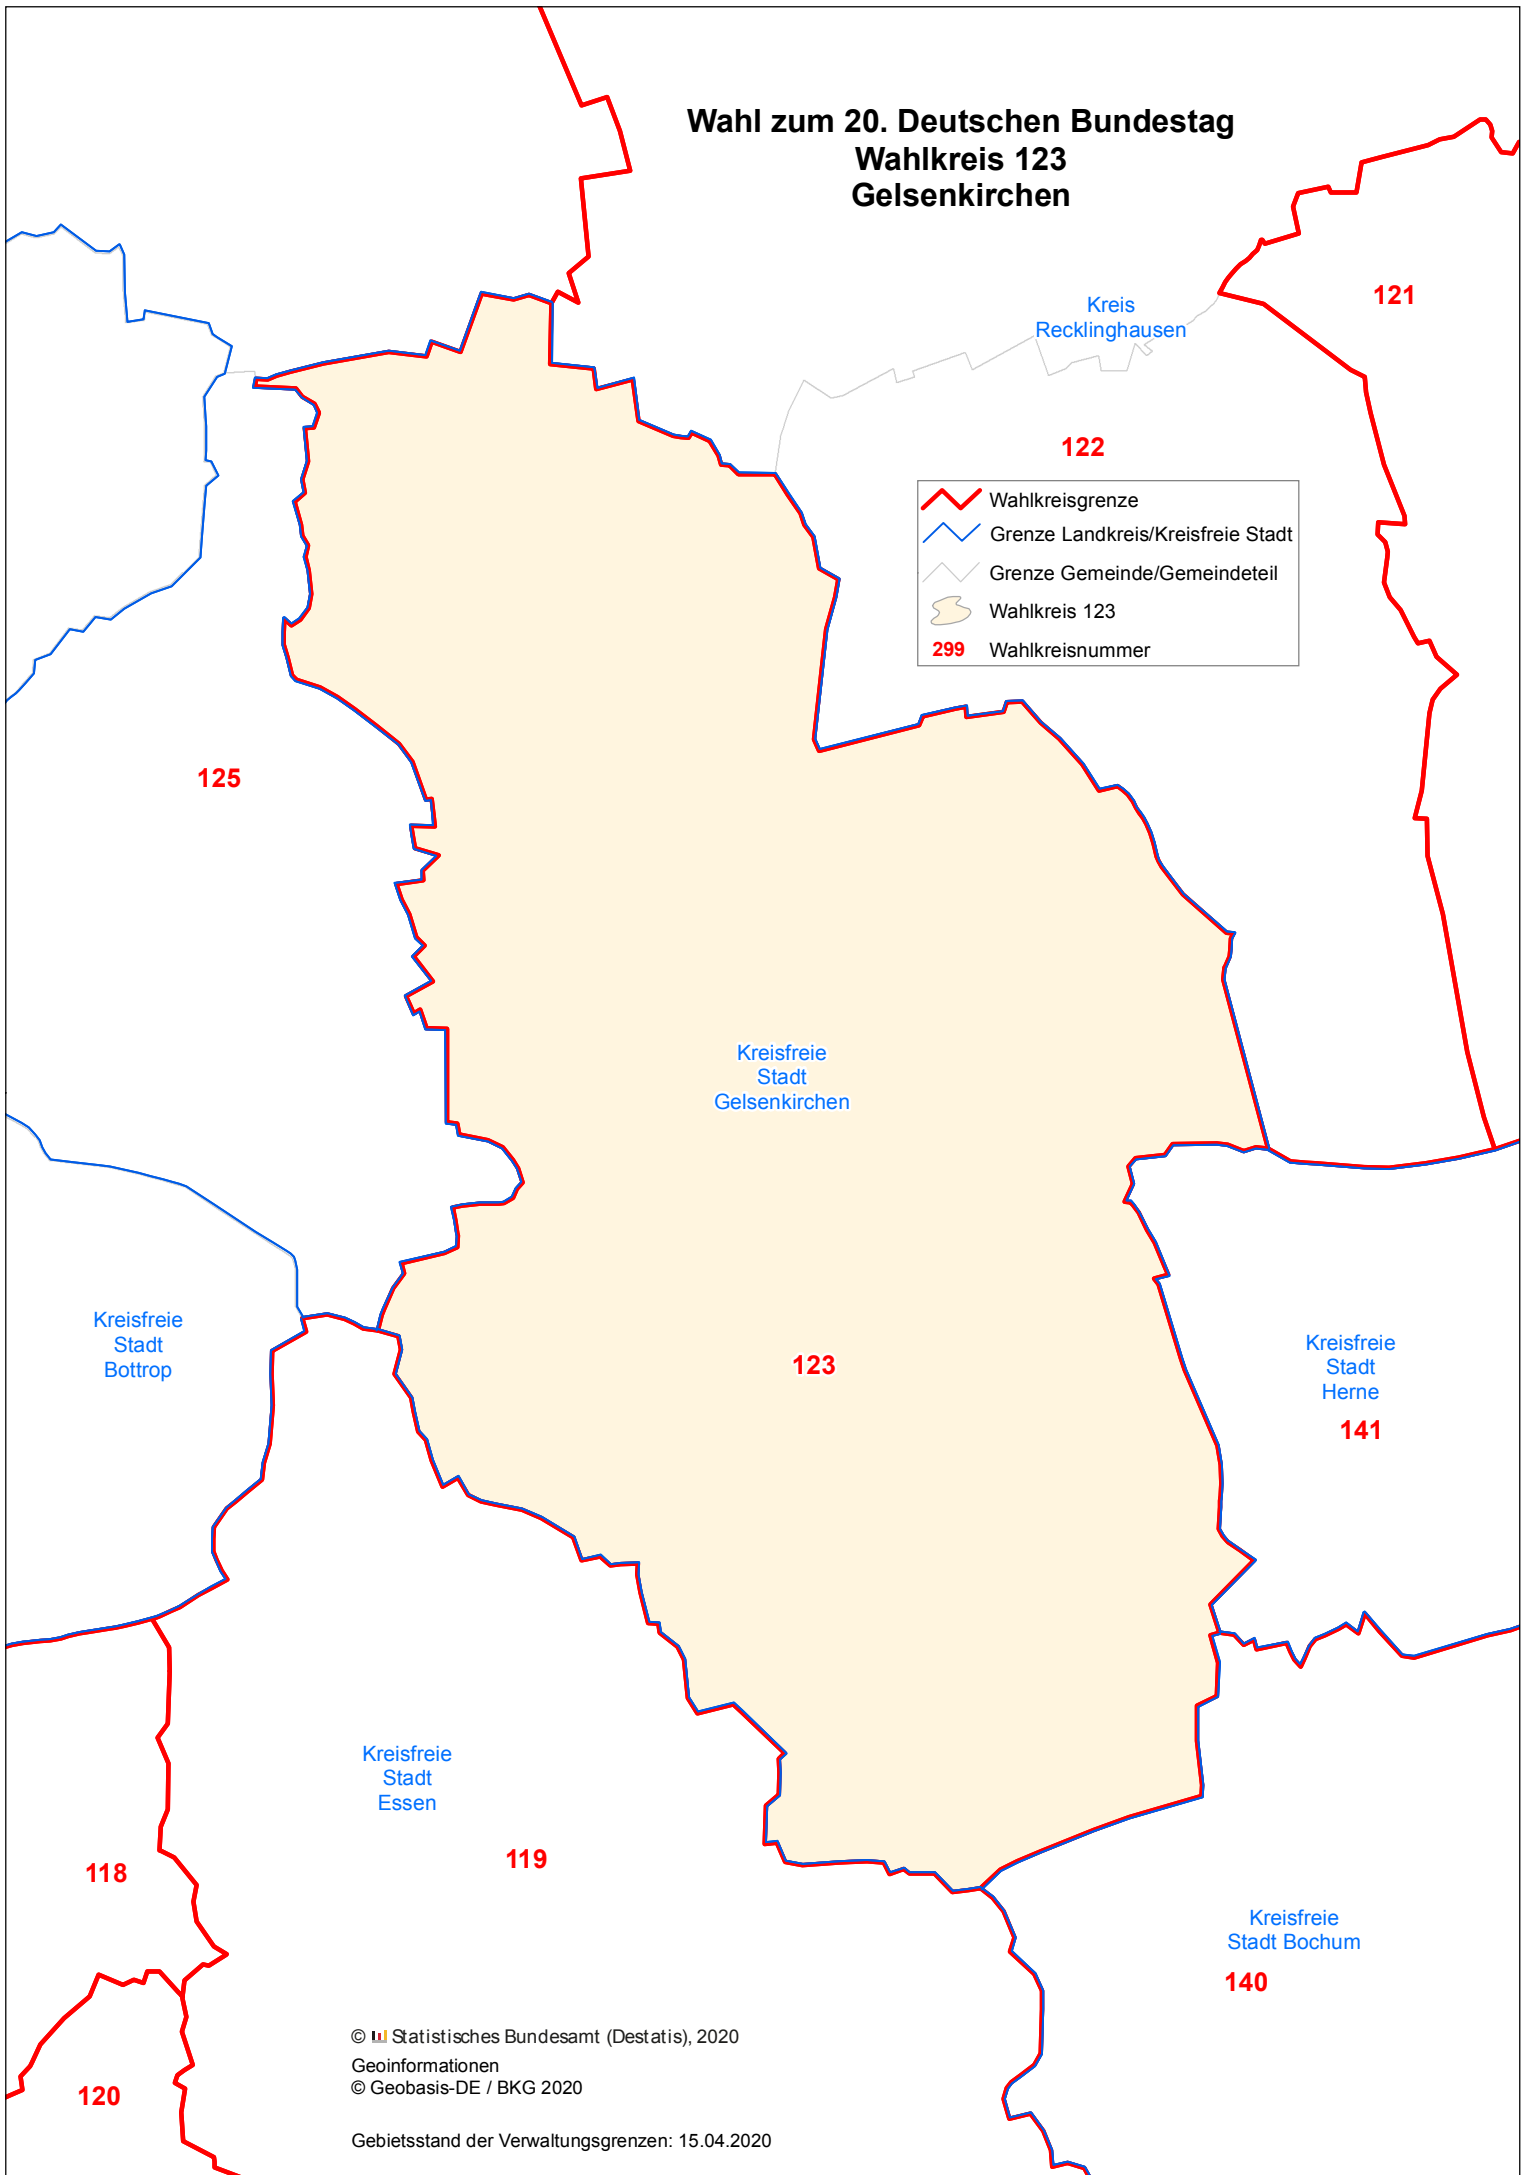 Wahl zum 20. Deutschen Bundestag
Wahlkreis 123
Gelsenkirchen
121
Kreis
Recklinghausen
122
Wahlkreisgrenze
Grenze Landkreis/Kreisfreie Stadt
Grenze Gemeinde/Gemeindeteil
Wahlkreis 123
299 Wahlkreisnummer
125
Kreisfreie
Stadt
Gelsenkirchen
Kreisfreie
Stadt
Bottrop
123
Kreisfreie
Stadt
Herne
141
Kreisfreie
Stadt
Essen
119
118
Kreisfreie
Stadt Bochum
140
120
© Statistisches Bundesamt (Destatis), 2020
Geoinformationen
© Geobasis-DE / BKG 2020
Gebietsstand der Verwaltungsgrenzen: 15.04.2020